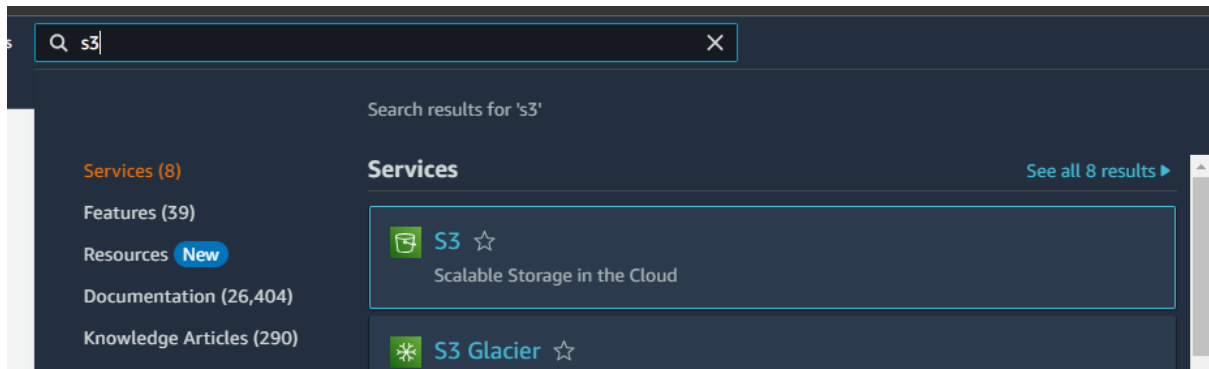 s3
Search results for 's3'
Services (8)
Features (39)
Resources New
Documentation (26,404)
Knowledge Articles (290)
Services
See all 8 results
S3
Scalable Storage in the Cloud
S3 Glacier